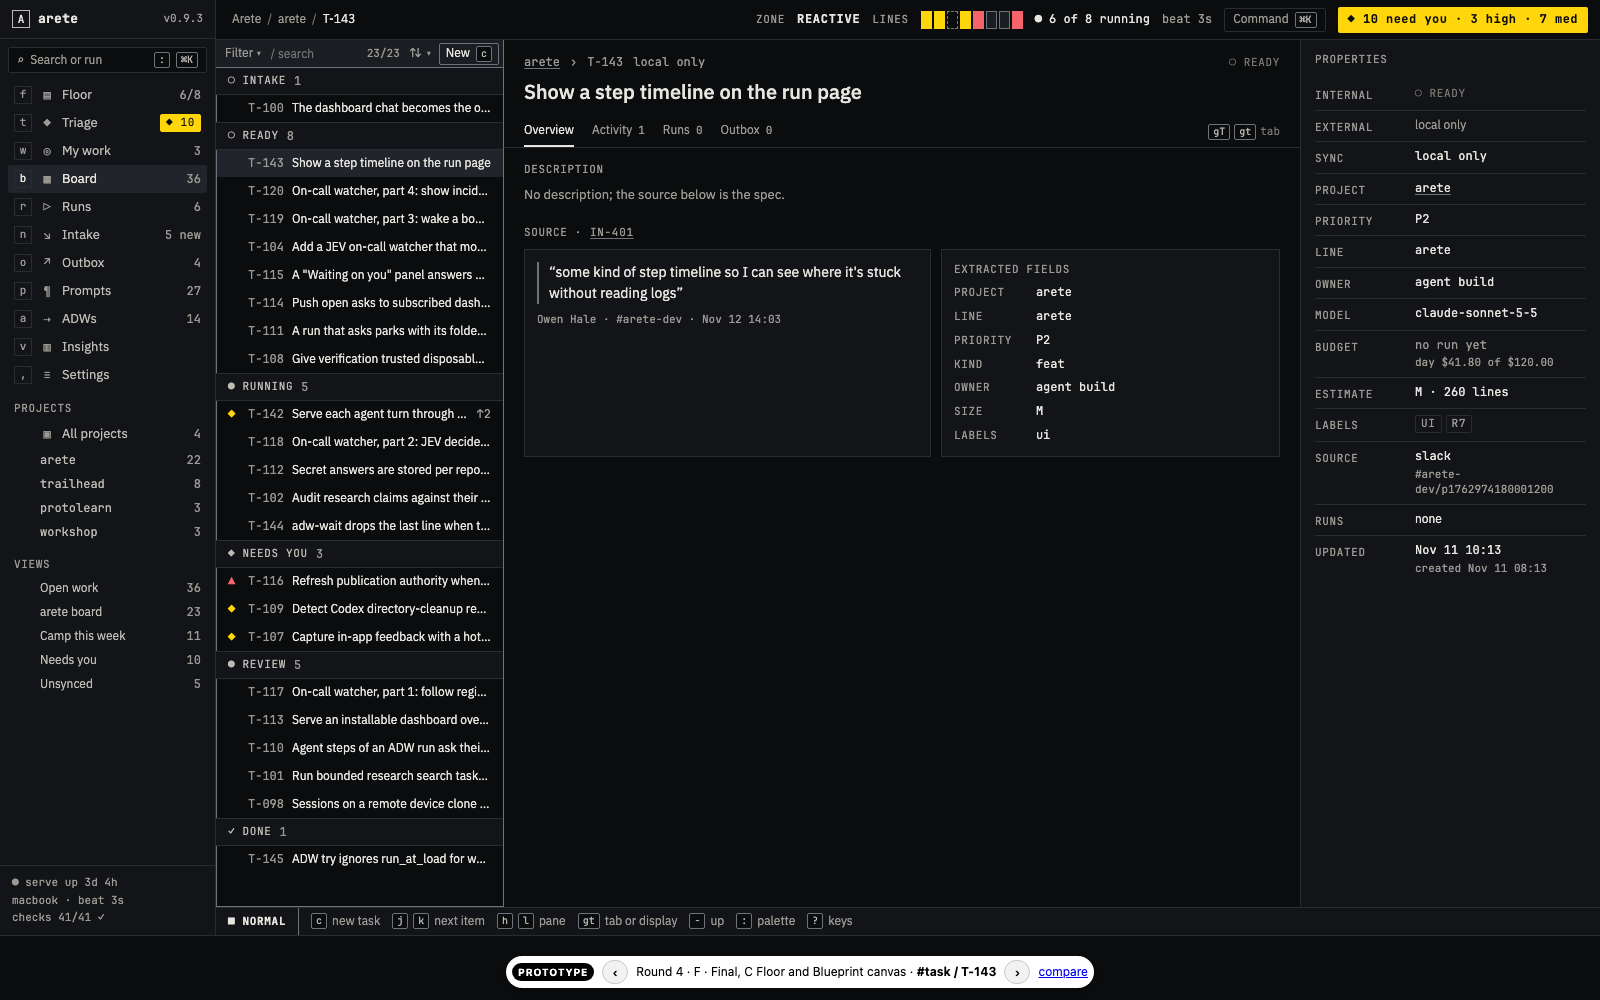 A arete v0.9.3
Search or run : ⌘K
f Floor 6/8
t Triage ◆ 10
w My work 3
b Board 36
r Runs 6
n Intake 5 new
o Outbox 4
p ¶ Prompts 27
a ADWs 14
v Insights
, Settings
PROJECTS
All projects 4
arete 22
trailhead 8
protolearn 3
workshop 3
VIEWS
Open work 36
arete board 23
Camp this week 11
Needs you 10
Unsynced 5
serve up 3d 4h
macbook · beat 3s
checks 41/41 ✓
Arete / arete / T-143
ZONE REACTIVE LINES 6 of 8 running beat 3s Command ⌘K ◆ 10 need you · 3 high · 7 med
Filter / search 23/23 New c
INTAKE 1
T-100 The dashboard chat becomes the o…
READY 8
T-143 Show a step timeline on the run page
T-120 On-call watcher, part 4: show incid…
T-119 On-call watcher, part 3: wake a bo…
T-104 Add a JEV on-call watcher that mo…
T-115 A "Waiting on you" panel answers …
T-114 Push open asks to subscribed dash…
T-111 A run that asks parks with its folde…
T-108 Give verification trusted disposabl…
RUNNING 5
T-142 Serve each agent turn through … ↑2
T-118 On-call watcher, part 2: JEV decide…
T-112 Secret answers are stored per repo…
T-102 Audit research claims against their …
T-144 adw-wait drops the last line when t…
NEEDS YOU 3
T-116 Refresh publication authority when…
T-109 Detect Codex directory-cleanup re…
T-107 Capture in-app feedback with a hot…
REVIEW 5
T-117 On-call watcher, part 1: follow regi…
T-113 Serve an installable dashboard ove…
T-110 Agent steps of an ADW run ask thei…
T-101 Run bounded research search task…
T-098 Sessions on a remote device clone …
✓ DONE 1
T-145 ADW try ignores run_at_load for w…
arete › T-143 local only READY
Show a step timeline on the run page
Overview Activity 1 Runs 0 Outbox 0 gT gt tab
DESCRIPTION
No description; the source below is the spec.
SOURCE · IN-401
“some kind of step timeline so I can see where it's stuck
without reading logs”
Owen Hale · #arete-dev · Nov 12 14:03
EXTRACTED FIELDS
PROJECT arete
LINE arete
PRIORITY P2
KIND feat
OWNER agent build
SIZE M
LABELS ui
PROPERTIES
INTERNAL READY
EXTERNAL local only
SYNC local only
PROJECT arete
PRIORITY P2
LINE arete
OWNER agent build
MODEL claude-sonnet-5-5
BUDGET no run yet
day $41.80 of $120.00
ESTIMATE M · 260 lines
LABELS UI R7
SOURCE slack
#arete-
dev/p1762974180001200
RUNS none
UPDATED Nov 11 10:13
created Nov 11 08:13
NORMAL c new task j k next item h l pane gt tab or display - up : palette ? keys
PROTOTYPE ‹ Round 4 · F · Final, C Floor and Blueprint canvas · #task / T-143 › compare